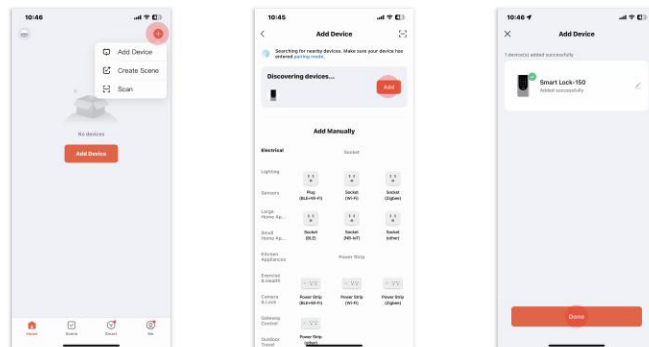 10:46
Add Device
Create Scene
Scan
No devices
Add Device
Home
Scene
Smart
Me
10:45
Add Device
Searching for nearby devices. Make sure your device has
entered pairing mode.
Discovering devices...
Add
Add Manually
Electrical
Socket
Lighting
Sensors
Plug
(BLE+Wi-Fi)
Socket
(Wi-Fi)
Socket
(Zigbee)
Large
Home Ap...
Small
Home Ap...
Socket
(BLE)
Socket
(NB-IoT)
Socket
(other)
Kitchen
Appliances
Power Strip
Exercise
& Health
Camera
& Lock
Power Strip
(BLE+Wi-Fi)
Power Strip
(Wi-Fi)
Power Strip
(Zigbee)
Gateway
Control
Outdoor
Travel
Power Strip
(other)
10:46
Add Device
1 device(s) added successfully
Smart Lock-150
Added successfully
Done